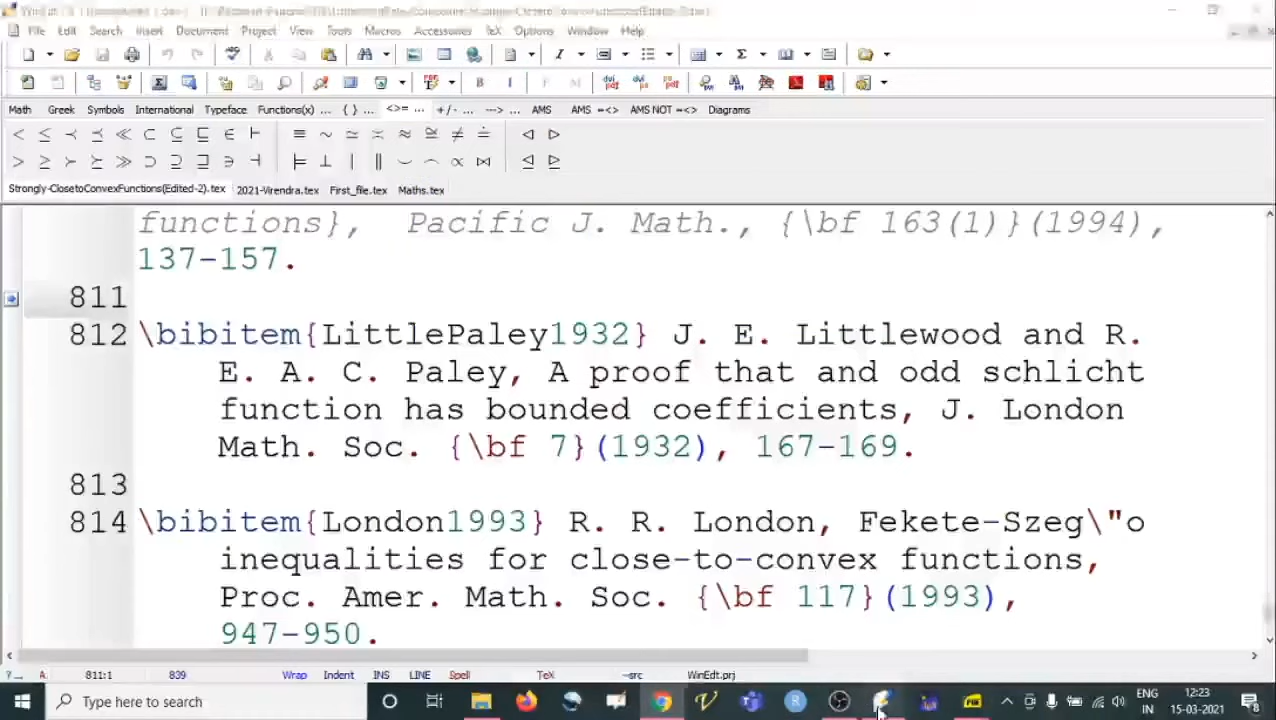 File Edit Search Insert Document Project View Tools Macros Accessories TeX Options Window Help
Math Greek Symbols International Typeface Functions(x) ... { } ... <>= ... +/- ... ---> ... AMS AMS =<> AMS NOT =<> Diagrams
Strongly-ClosetoConvexFunctions(Edited-2).tex 2021-Virendra.tex First_file.tex Maths.tex
functions}, Pacific J. Math., {\bf 163(1)}(1994),
137-157.
811
812 \bibitem{LittlePaley1932} J. E. Littlewood and R.
E. A. C. Paley, A proof that and odd schlicht
function has bounded coefficients, J. London
Math. Soc. {\bf 7}(1932), 167-169.
813
814 \bibitem{London1993} R. R. London, Fekete-Szeg\"o
inequalities for close-to-convex functions,
Proc. Amer. Math. Soc. {\bf 117}(1993),
947-950.
811:1 839 Wrap Indent INS LINE Spell TeX --src WinEdt.prj
Type here to search
ENG 12:23
IN 15-03-2021